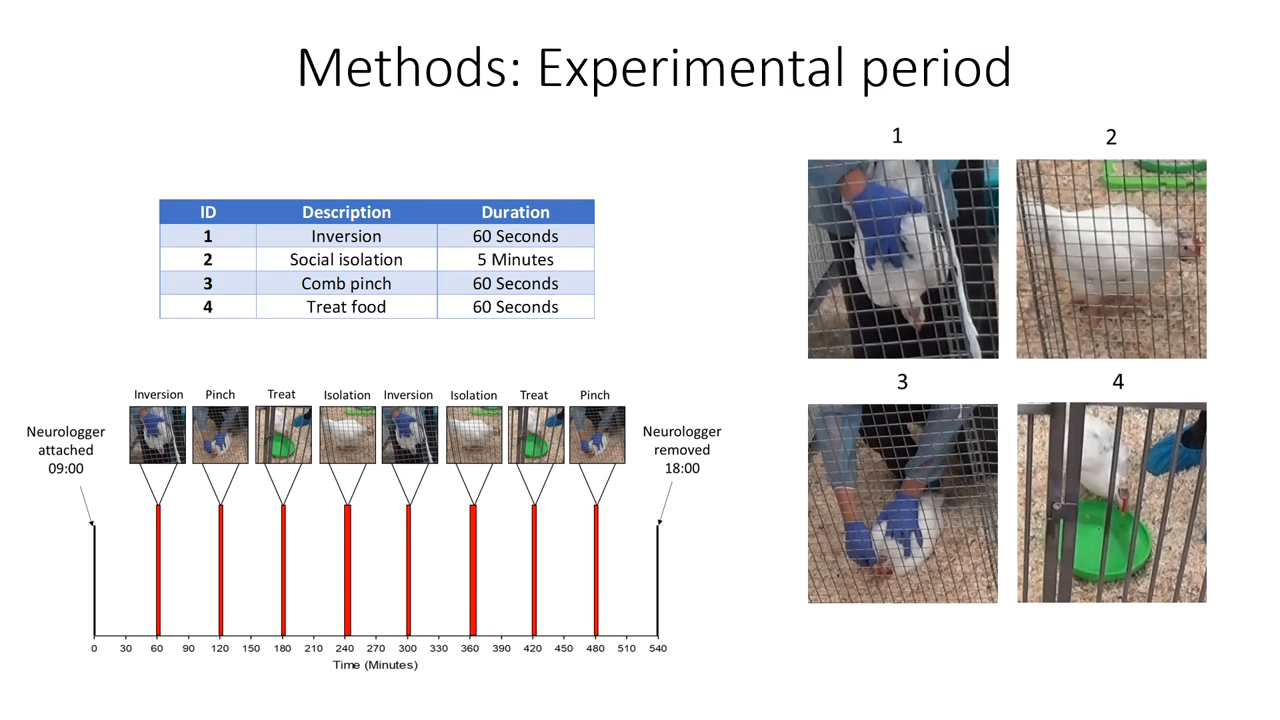 Methods: Experimental period
ID Description Duration
1 Inversion 60 Seconds
2 Social isolation 5 Minutes
3 Comb pinch 60 Seconds
4 Treat food 60 Seconds
Inversion Pinch Treat Isolation Inversion Isolation Treat Pinch
Neurologger
attached
09:00
Neurologger
removed
18:00
0 30 60 90 120 150 180 210 240 270 300 330 360 390 420 450 480 510 540
Time (Minutes)
1
2
3
4